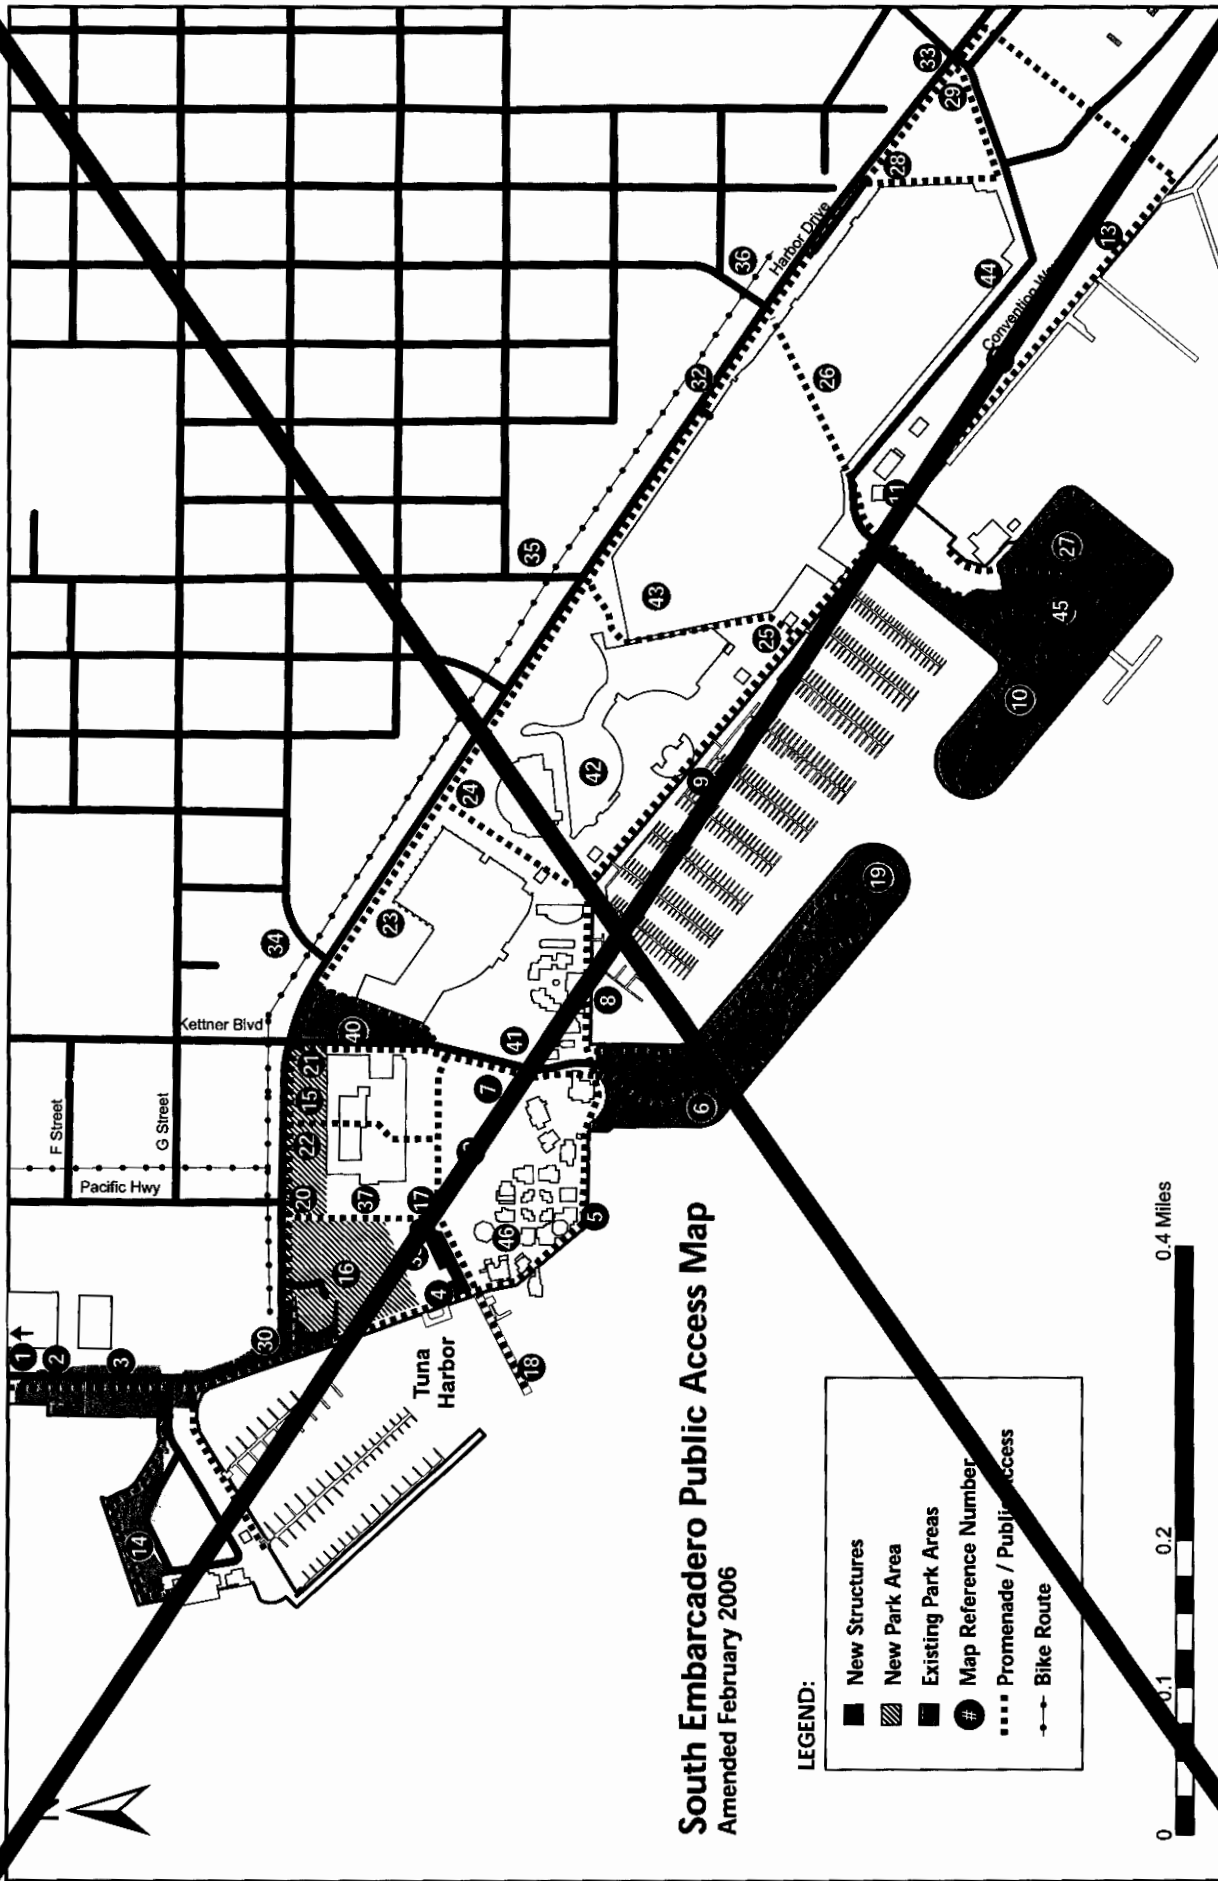 South Embarcadero Public Access Map
Amended February 2006
LEGEND:
New Structures
New Park Area
Existing Park Areas
# Map Reference Number
Promenade / Public Access
Bike Route
0
0.1
0.2
0.4 Miles
Tuna
Harbor
F Street
G Street
Pacific Hwy
Kettner Blvd
Harbor Drive
Convention
1
2
3
14
30
16
4
18
37
17
20
22
15
21
40
46
5
7
41
6
8
34
23
24
19
42
9
10
25
43
35
45
27
11
26
32
36
44
13
28
29
33